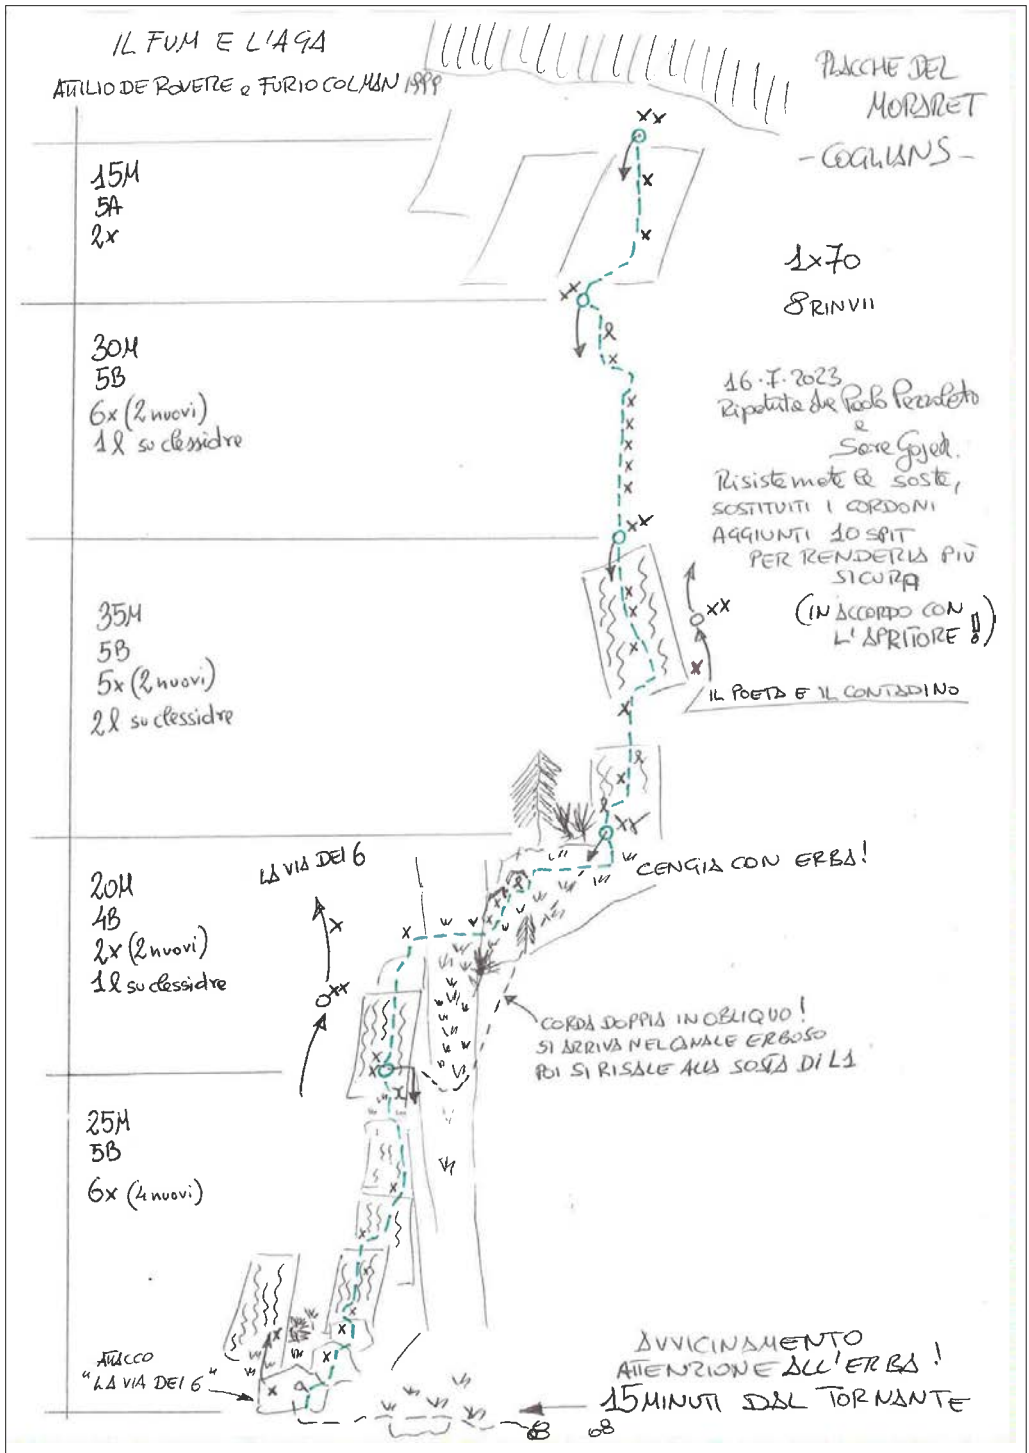 IL FUM E L'AGA
ATTILIO DE ROVERE e FURIO COLMAN 1999
PLACCHE DEL
MORARET
- COGLIANS -
15M
5A
2x
1x70
8 RINVII
30M
5B
6x (2 nuovi)
1 l su clessidre
16.7.2023
Ripetuta da Paolo Pezzoleto
e
Sare Gojed.
Risistemate le soste,
SOSTITUITI I CORDONI
AGGIUNTI 10 SPIT
PER RENDERLA PIÙ
SICURA
(IN ACCORDO CON
L'APRITORE!)
35M
5B
5x (2 nuovi)
2 l su clessidre
IL POETA E IL CONTADINO
LA VIA DEI 6
CENGIA CON ERBA!
20M
4B
2x (2 nuovi)
1 l su clessidre
CORDA DOPPIA IN OBLIQUO!
SI ARRIVA NEL CANALE ERBOSO
POI SI RISALE ALLA SOSTA DI L1
25M
5B
6x (4 nuovi)
ATTACCO
"LA VIA DEI 6"
AVVICINAMENTO
ATTENZIONE ALL'ERBA!
15 MINUTI DAL TORNANTE